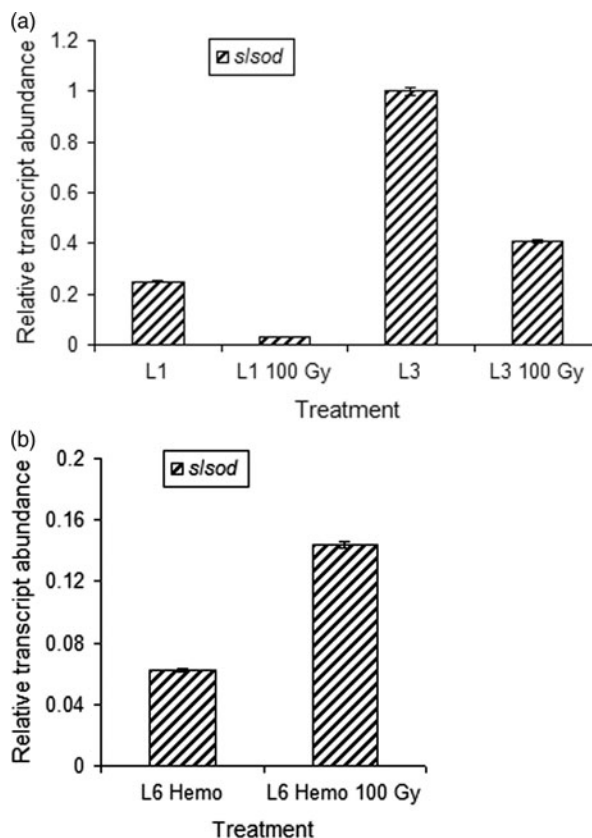 (a)
1.2
slsod
1
0.8
0.6
0.4
0.2
0
Relative transcript abundance
L1 L1 100 Gy L3 L3 100 Gy
Treatment
(b)
0.2
slsod
0.16
0.12
0.08
0.04
0
Relative transcript abundance
L6 Hemo L6 Hemo 100 Gy
Treatment